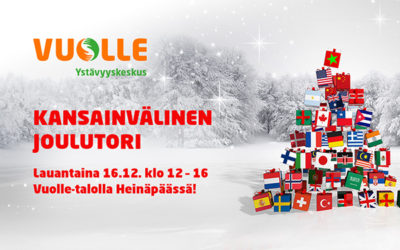 VUOLLE
Ystävyyskeskus
KANSAINVÄLINEN
JOULUTORI
Lauantaina 16.12. klo 12 - 16
Vuolle-talolla Heinäpäässä!